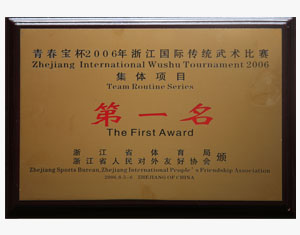 青春宝杯2006年浙江国际传统武术比赛
Zhejiang International Wushu Tournament 2006
集体项目
Team Routine Series
第一名
The First Award
浙江省体育局
浙江省人民对外友好协会 颁
Zhejiang Sports Bureau,Zhejiang International People's Friendship Association
ZHEJIANG OF CHINA